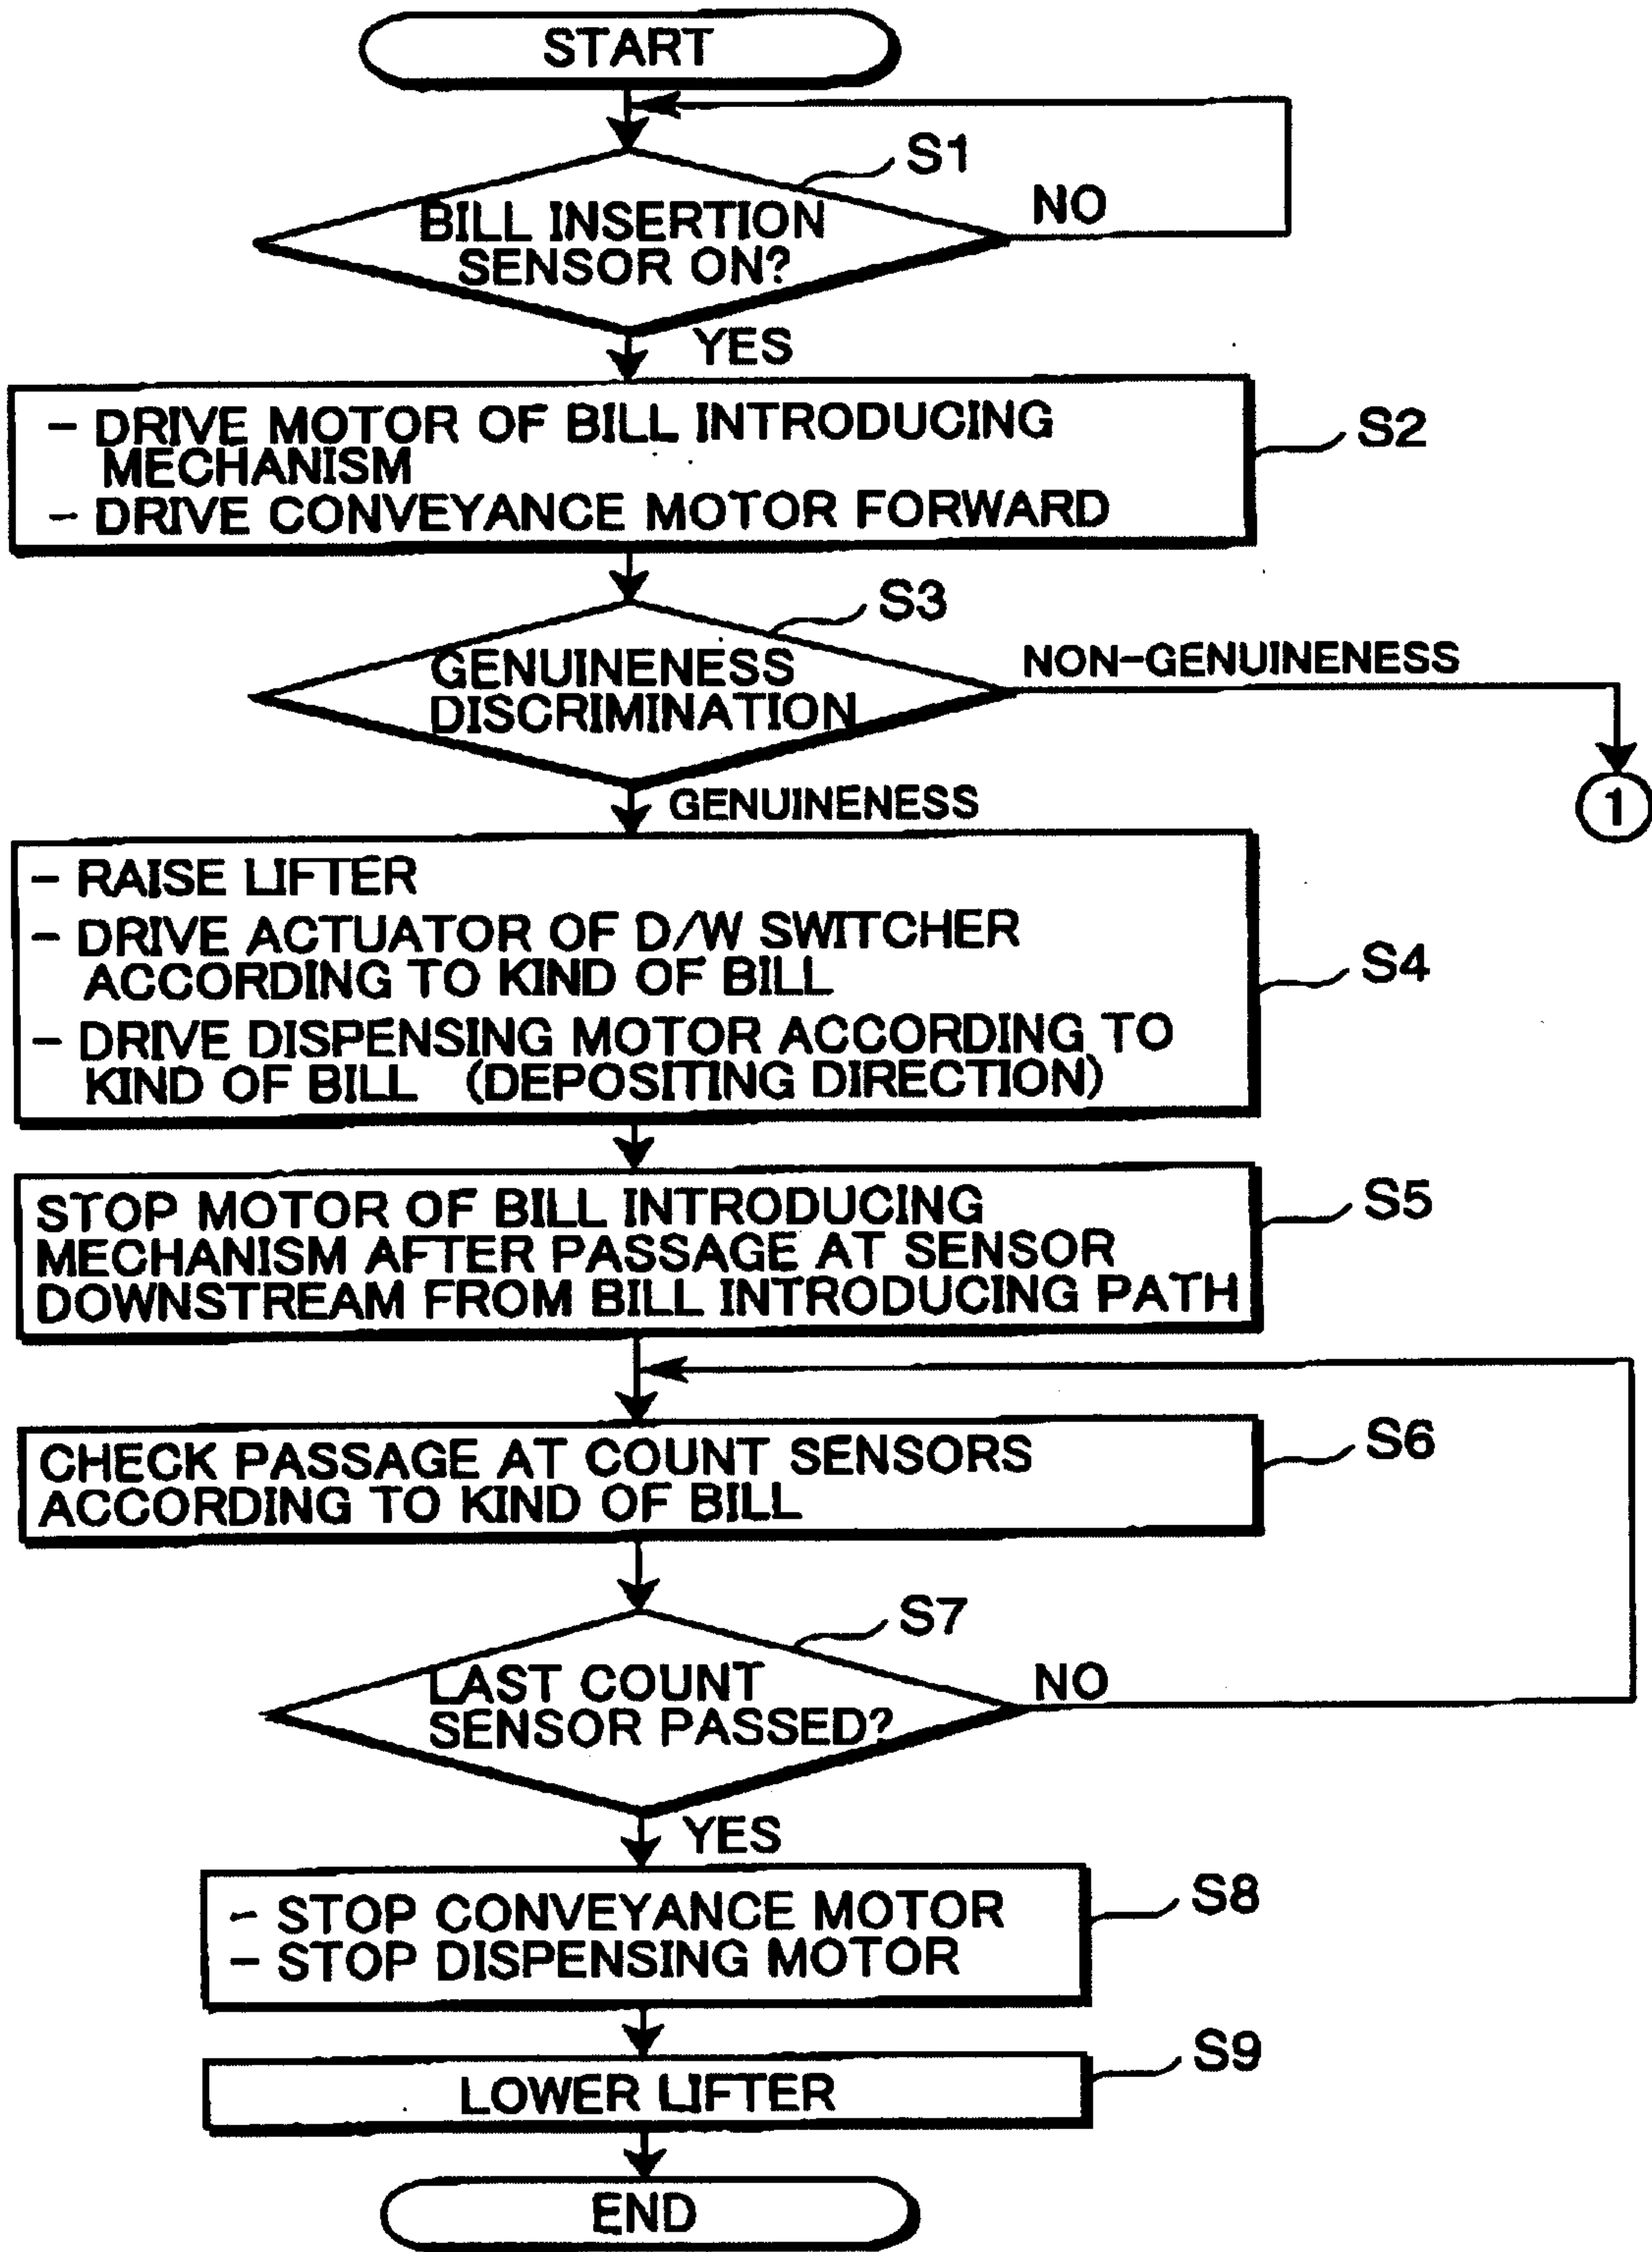 START
S1
BILL INSERTION
SENSOR ON?
NO
YES
- DRIVE MOTOR OF BILL INTRODUCING
MECHANISM
- DRIVE CONVEYANCE MOTOR FORWARD
S2
S3
GENUINENESS
DISCRIMINATION
NON-GENUINENESS
1
GENUINENESS
- RAISE LIFTER
- DRIVE ACTUATOR OF D/W SWITCHER
ACCORDING TO KIND OF BILL
- DRIVE DISPENSING MOTOR ACCORDING TO
KIND OF BILL (DEPOSITING DIRECTION)
S4
STOP MOTOR OF BILL INTRODUCING
MECHANISM AFTER PASSAGE AT SENSOR
DOWNSTREAM FROM BILL INTRODUCING PATH
S5
CHECK PASSAGE AT COUNT SENSORS
ACCORDING TO KIND OF BILL
S6
S7
LAST COUNT
SENSOR PASSED?
NO
YES
- STOP CONVEYANCE MOTOR
- STOP DISPENSING MOTOR
S8
LOWER LIFTER
S9
END